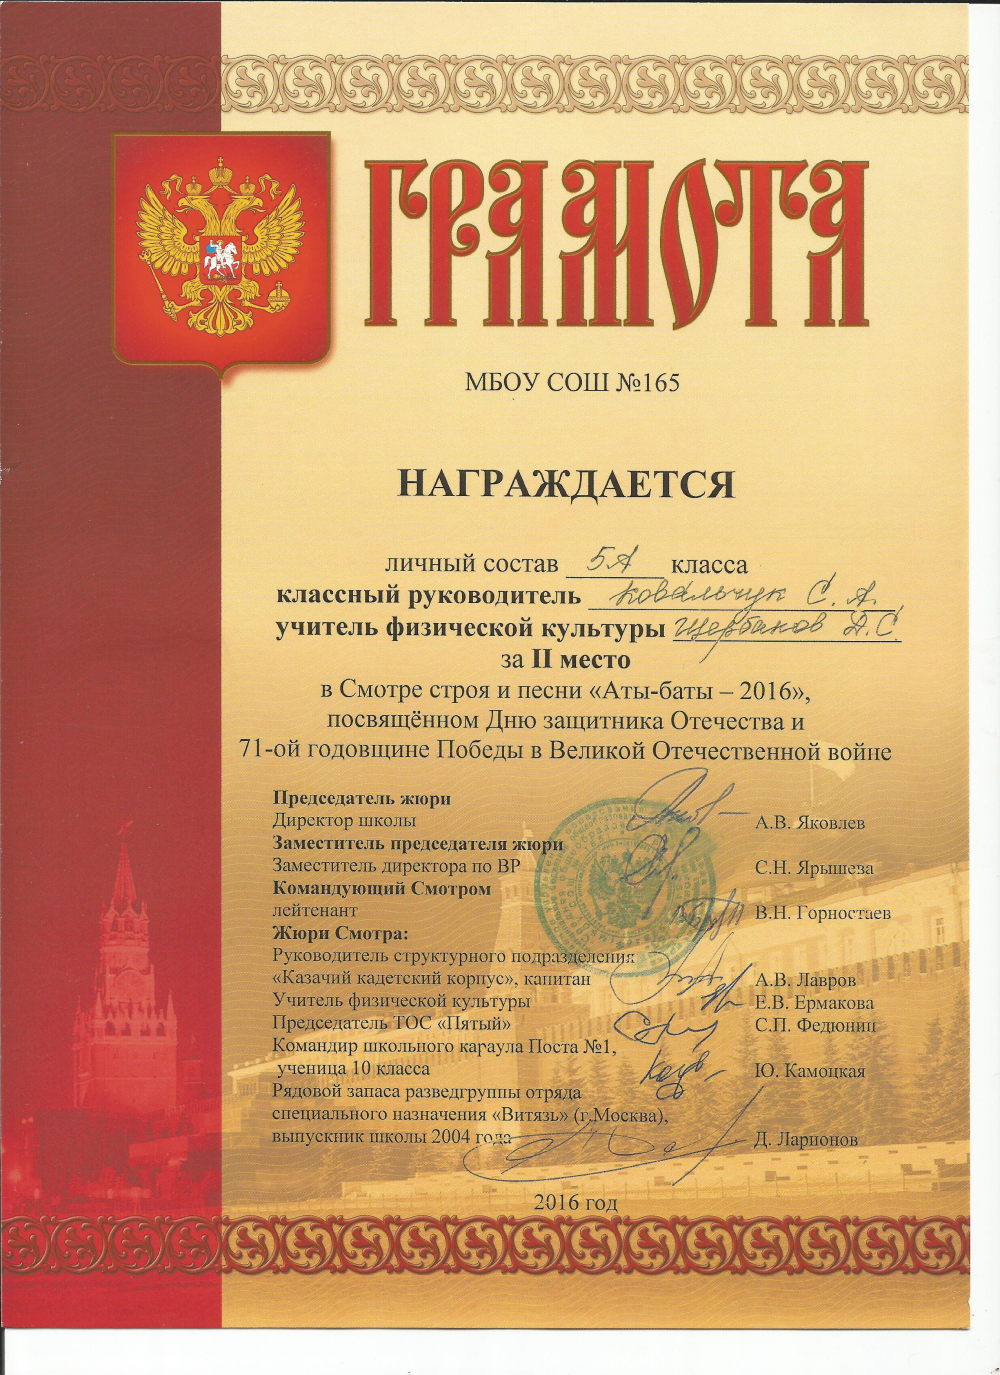 ГРАМОТА
МБОУ СОШ №165
НАГРАЖДАЕТСЯ
личный состав 5А класса
классный руководитель Ковальчук С. А.
учитель физической культуры Щербаков Д.С.
за II место
в Смотре строя и песни «Аты-баты – 2016»,
посвящённом Дню защитника Отечества и
71-ой годовщине Победы в Великой Отечественной войне
Председатель жюри
Директор школы А.В. Яковлев
Заместитель председателя жюри
Заместитель директора по ВР С.Н. Ярышева
Командующий Смотром
лейтенант В.Н. Горностаев
Жюри Смотра:
Руководитель структурного подразделения
«Казачий кадетский корпус», капитан А.В. Лавров
Учитель физической культуры Е.В. Ермакова
Председатель ТОС «Пятый» С.П. Федюнин
Командир школьного караула Поста №1,
ученица 10 класса Ю. Камоцкая
Рядовой запаса разведгруппы отряда
специального назначения «Витязь» (г.Москва),
выпускник школы 2004 года Д. Ларионов
2016 год